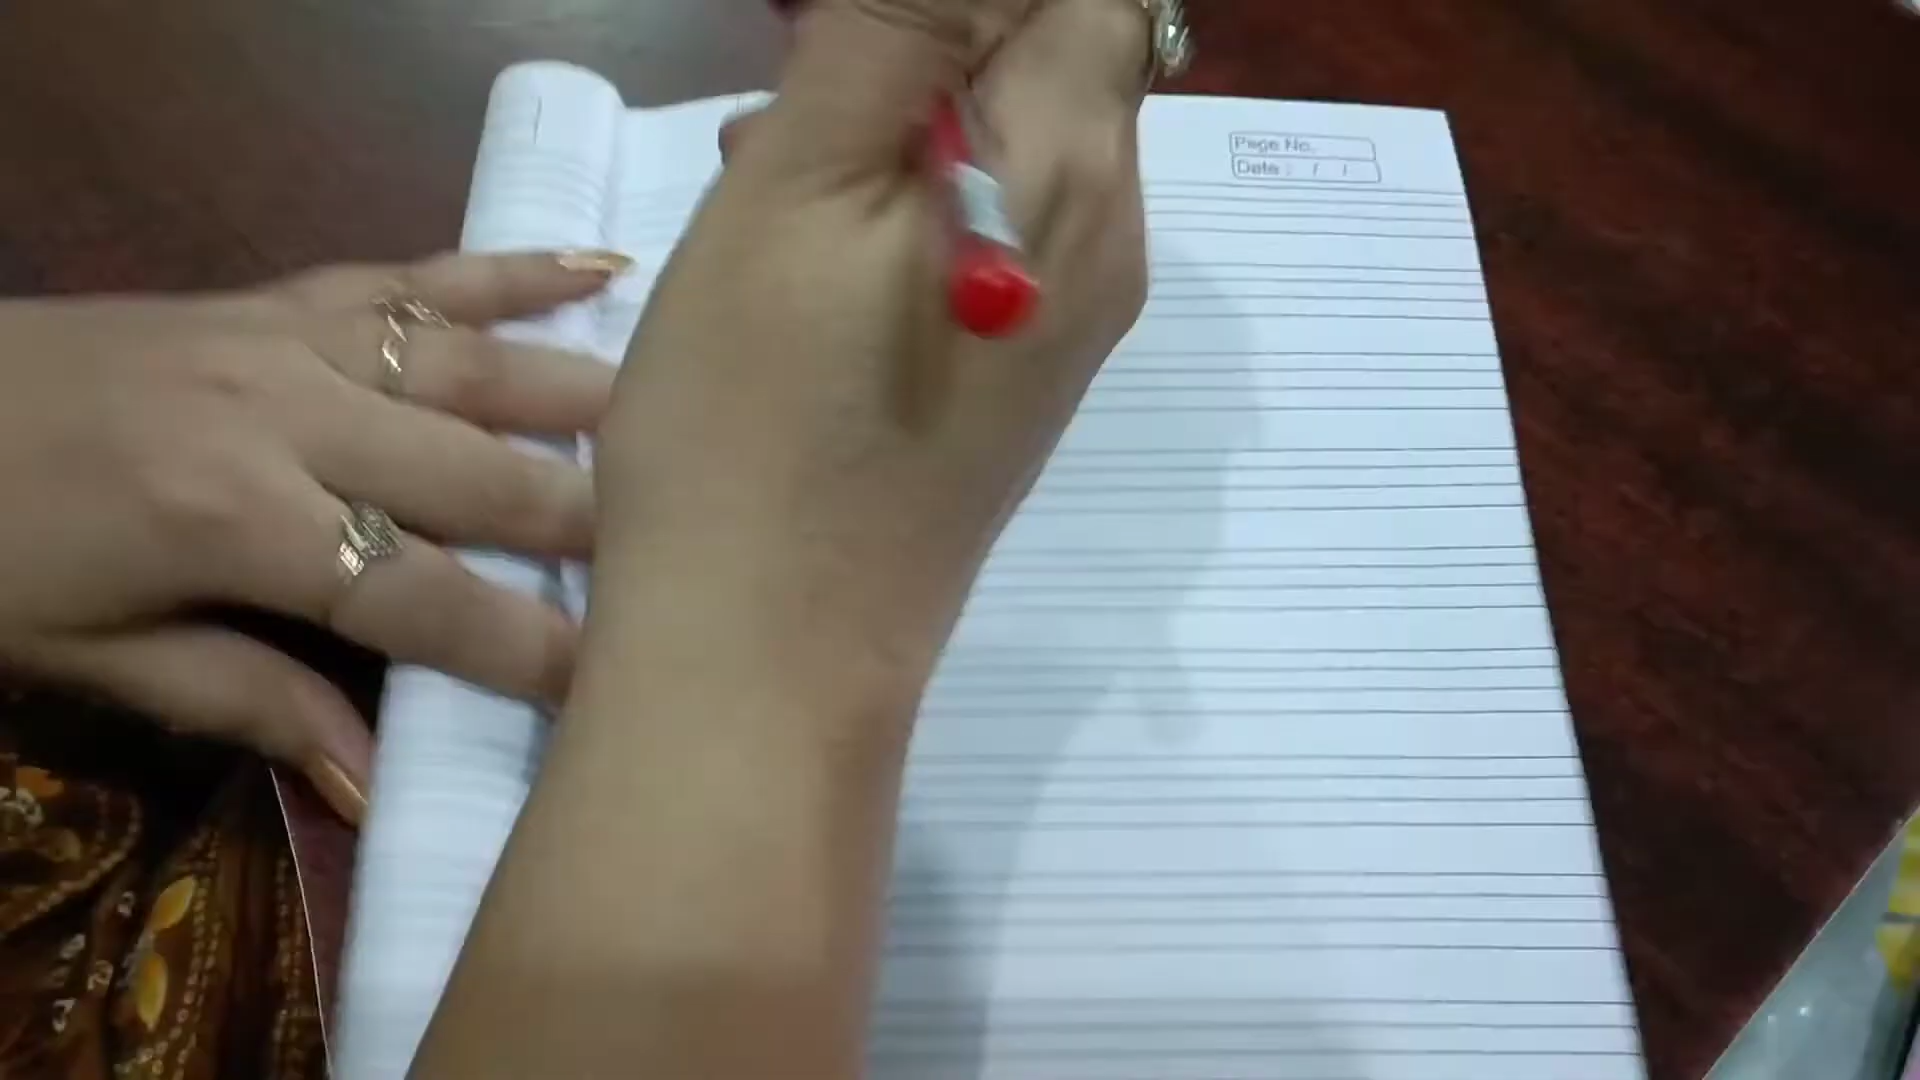 Page No.
Date : / /